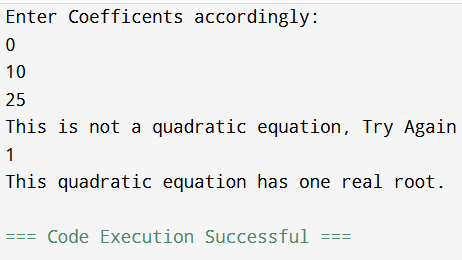 Enter Coefficents accordingly:
0
10
25
This is not a quadratic equation, Try Again
1
This quadratic equation has one real root.
=== Code Execution Successful ===